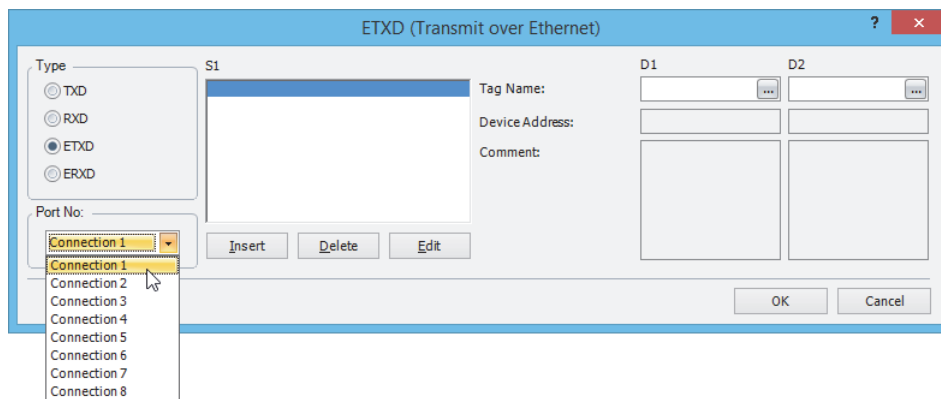 ETXD (Transmit over Ethernet)
?
×
Type
TXD
RXD
ETXD
ERXD
Port No:
Connection 1
Connection 1
Connection 2
Connection 3
Connection 4
Connection 5
Connection 6
Connection 7
Connection 8
S1
Insert
Delete
Edit
D1
D2
Tag Name:
...
...
Device Address:
Comment:
OK
Cancel